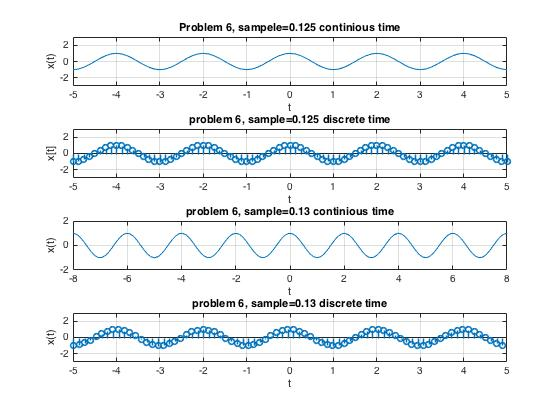 Problem 6, sampele=0.125 continious time
2
0
-2
x(t)
-5 -4 -3 -2 -1 0 1 2 3 4 5
t
problem 6, sample=0.125 discrete time
2
0
-2
x[t]
-5 -4 -3 -2 -1 0 1 2 3 4 5
t
problem 6, sample=0.13 continious time
2
0
-2
x(t)
-8 -6 -4 -2 0 2 4 6 8
t
problem 6, sample=0.13 discrete time
2
0
-2
x(t)
-5 -4 -3 -2 -1 0 1 2 3 4 5
t